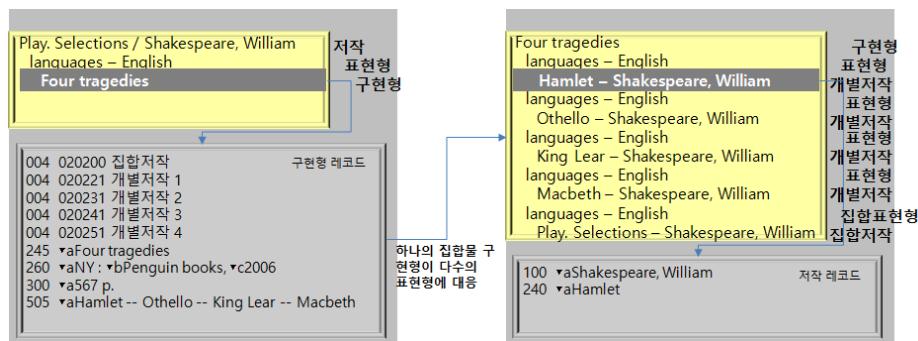 Play. Selections / Shakespeare, William 저작
languages – English 표현형
Four tragedies 구현형
004 020200 집합저작 구현형 레코드
004 020221 개별저작 1
004 020231 개별저작 2
004 020241 개별저작 3
004 020251 개별저작 4
245 ▾aFour tragedies
260 ▾aNY : ▾bPenguin books, ▾c2006
300 ▾a567 p.
505 ▾aHamlet -- Othello -- King Lear -- Macbeth
하나의 집합물 구
현형이 다수의
표현형에 대응
Four tragedies 구현형
languages – English 표현형
Hamlet – Shakespeare, William 개별저작
languages – English 표현형
Othello – Shakespeare, William 개별저작
languages – English 표현형
King Lear – Shakespeare, William 개별저작
languages – English 표현형
Macbeth – Shakespeare, William 개별저작
languages – English 집합표현형
Play. Selections – Shakespeare, William 집합저작
100 ▾aShakespeare, William 저작 레코드
240 ▾aHamlet